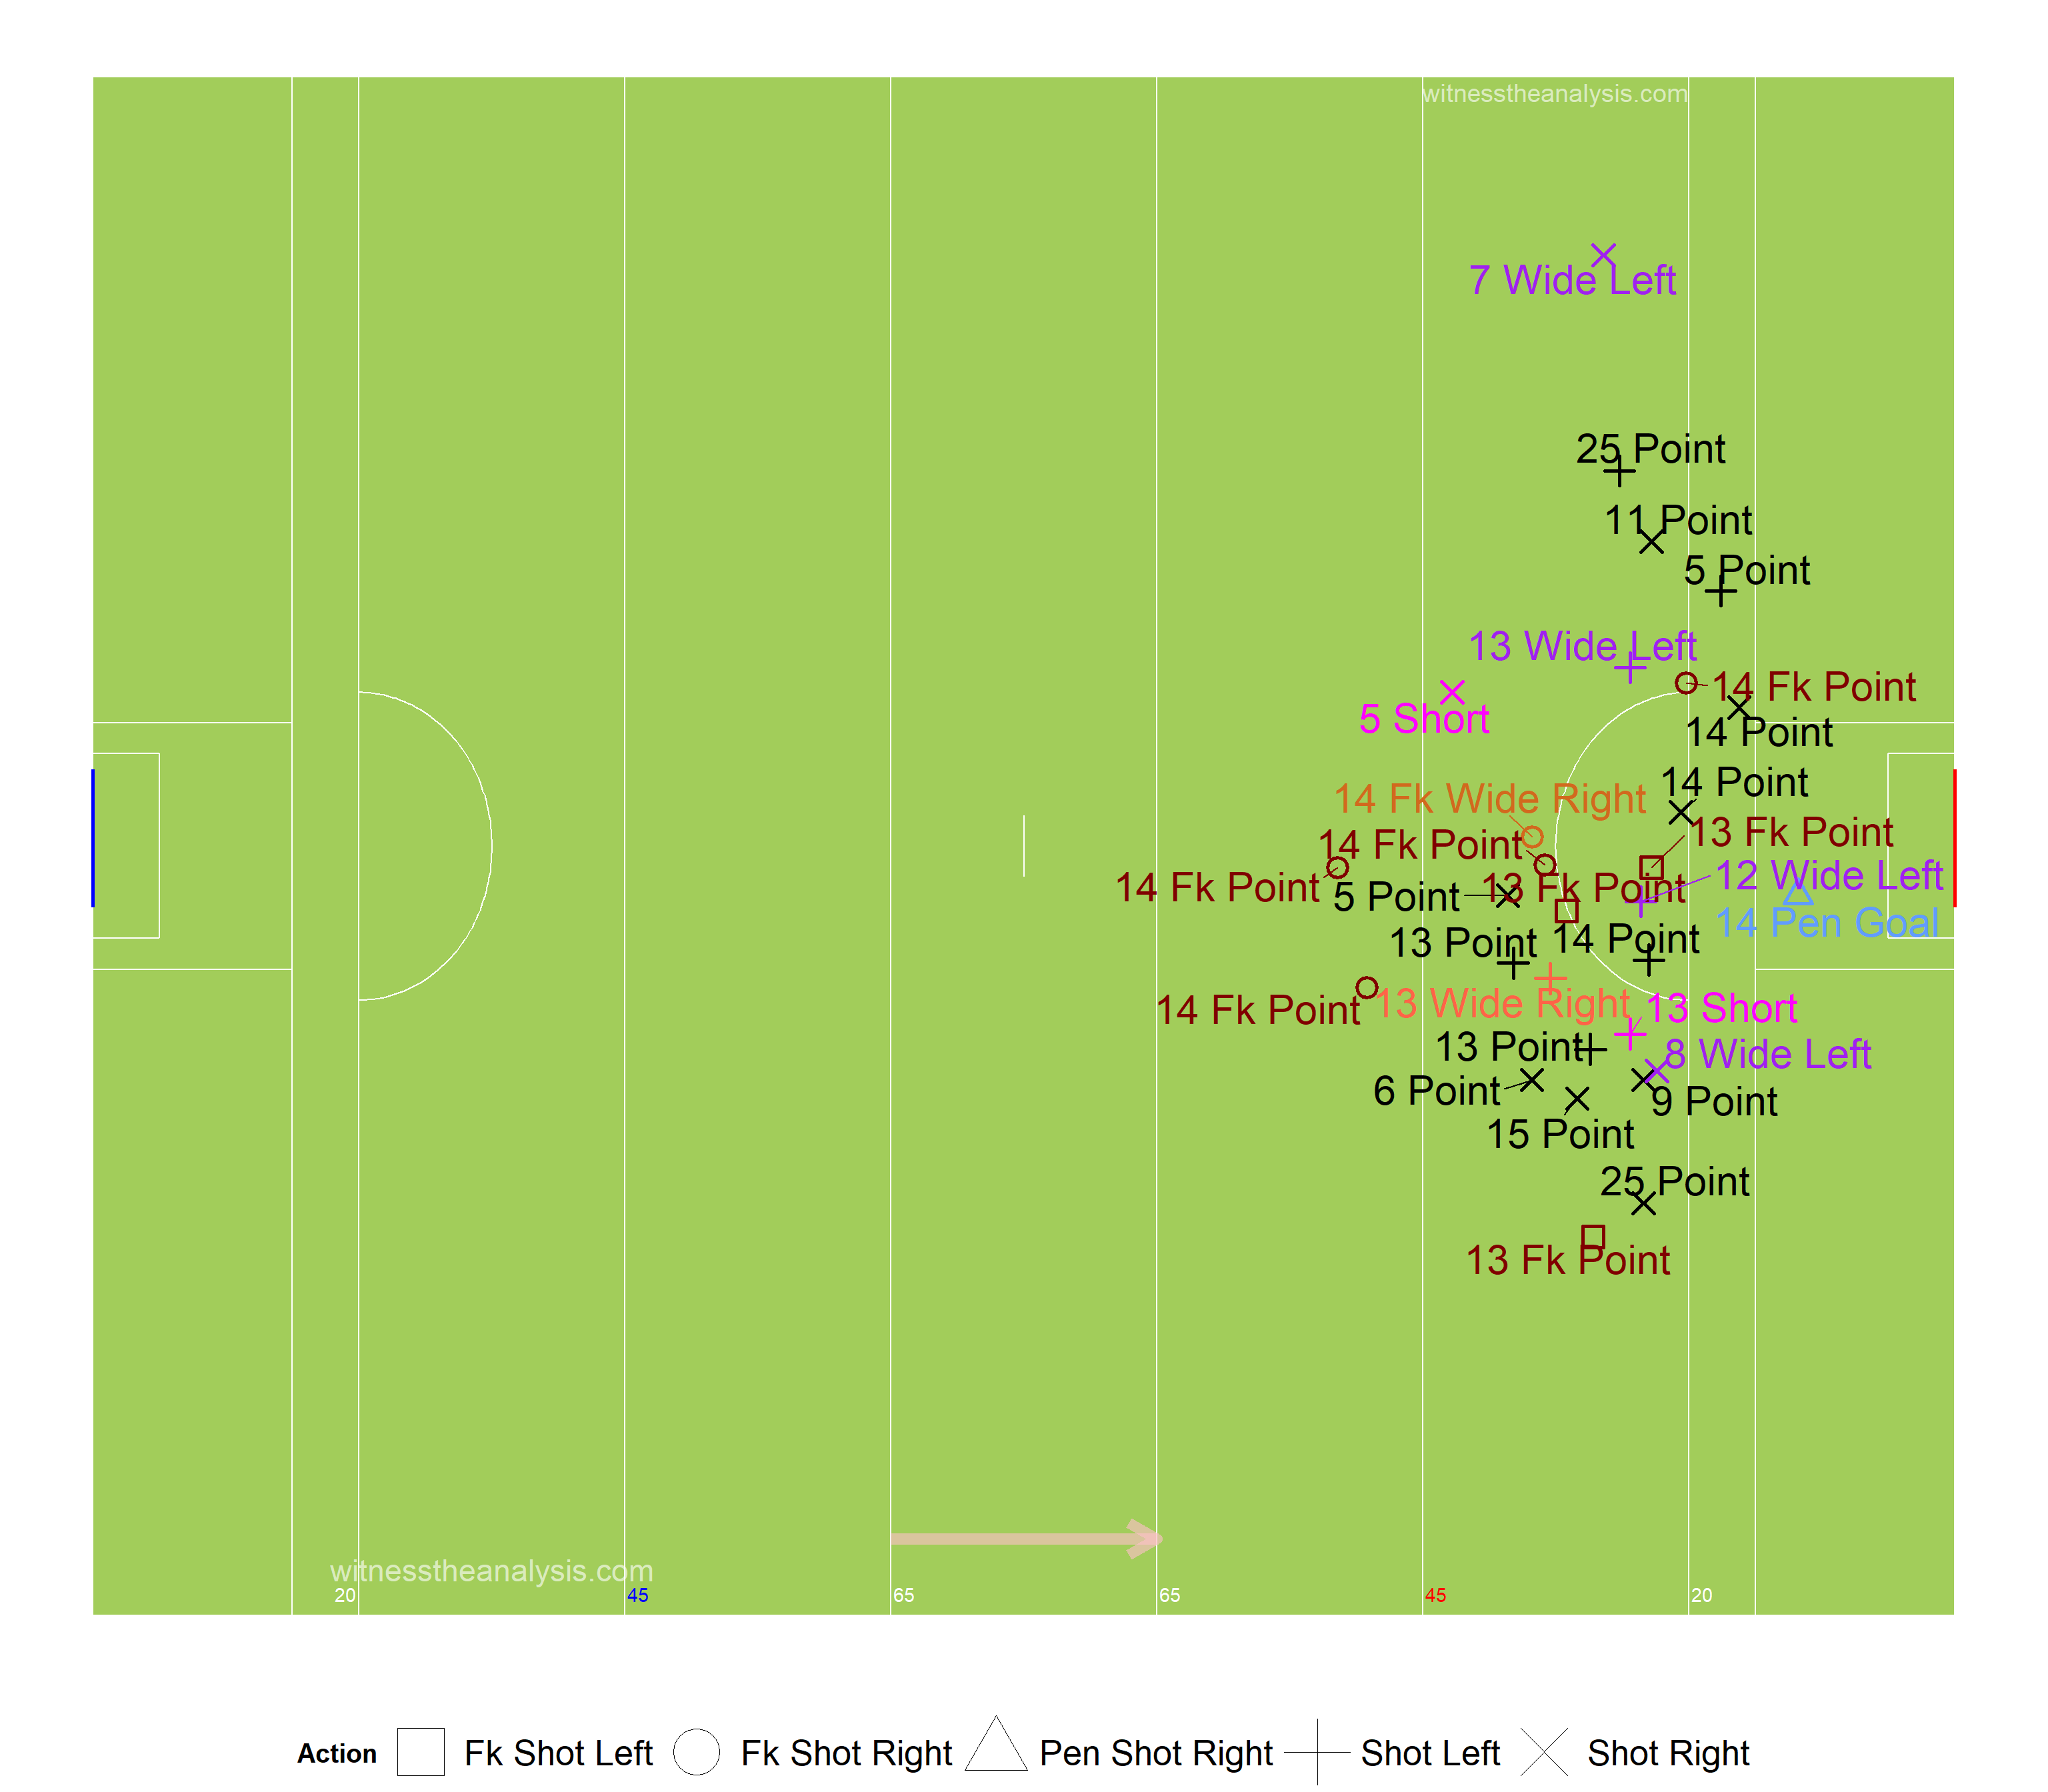 witnesstheanalysis.com
7 Wide Left
25 Point
11 Point
5 Point
13 Wide Left
14 Fk Point
5 Short
14 Point
14 Point
14 Fk Wide Right
13 Fk Point
14 Fk Point
12 Wide Left
14 Fk Point
13 Fk Point
5 Point
14 Pen Goal
13 Point
14 Point
13 Wide Right
13 Short
14 Fk Point
13 Point
8 Wide Left
6 Point
9 Point
15 Point
25 Point
13 Fk Point
witnesstheanalysis.com
20 45 65 65 45 20
Action Fk Shot Left Fk Shot Right Pen Shot Right Shot Left Shot Right